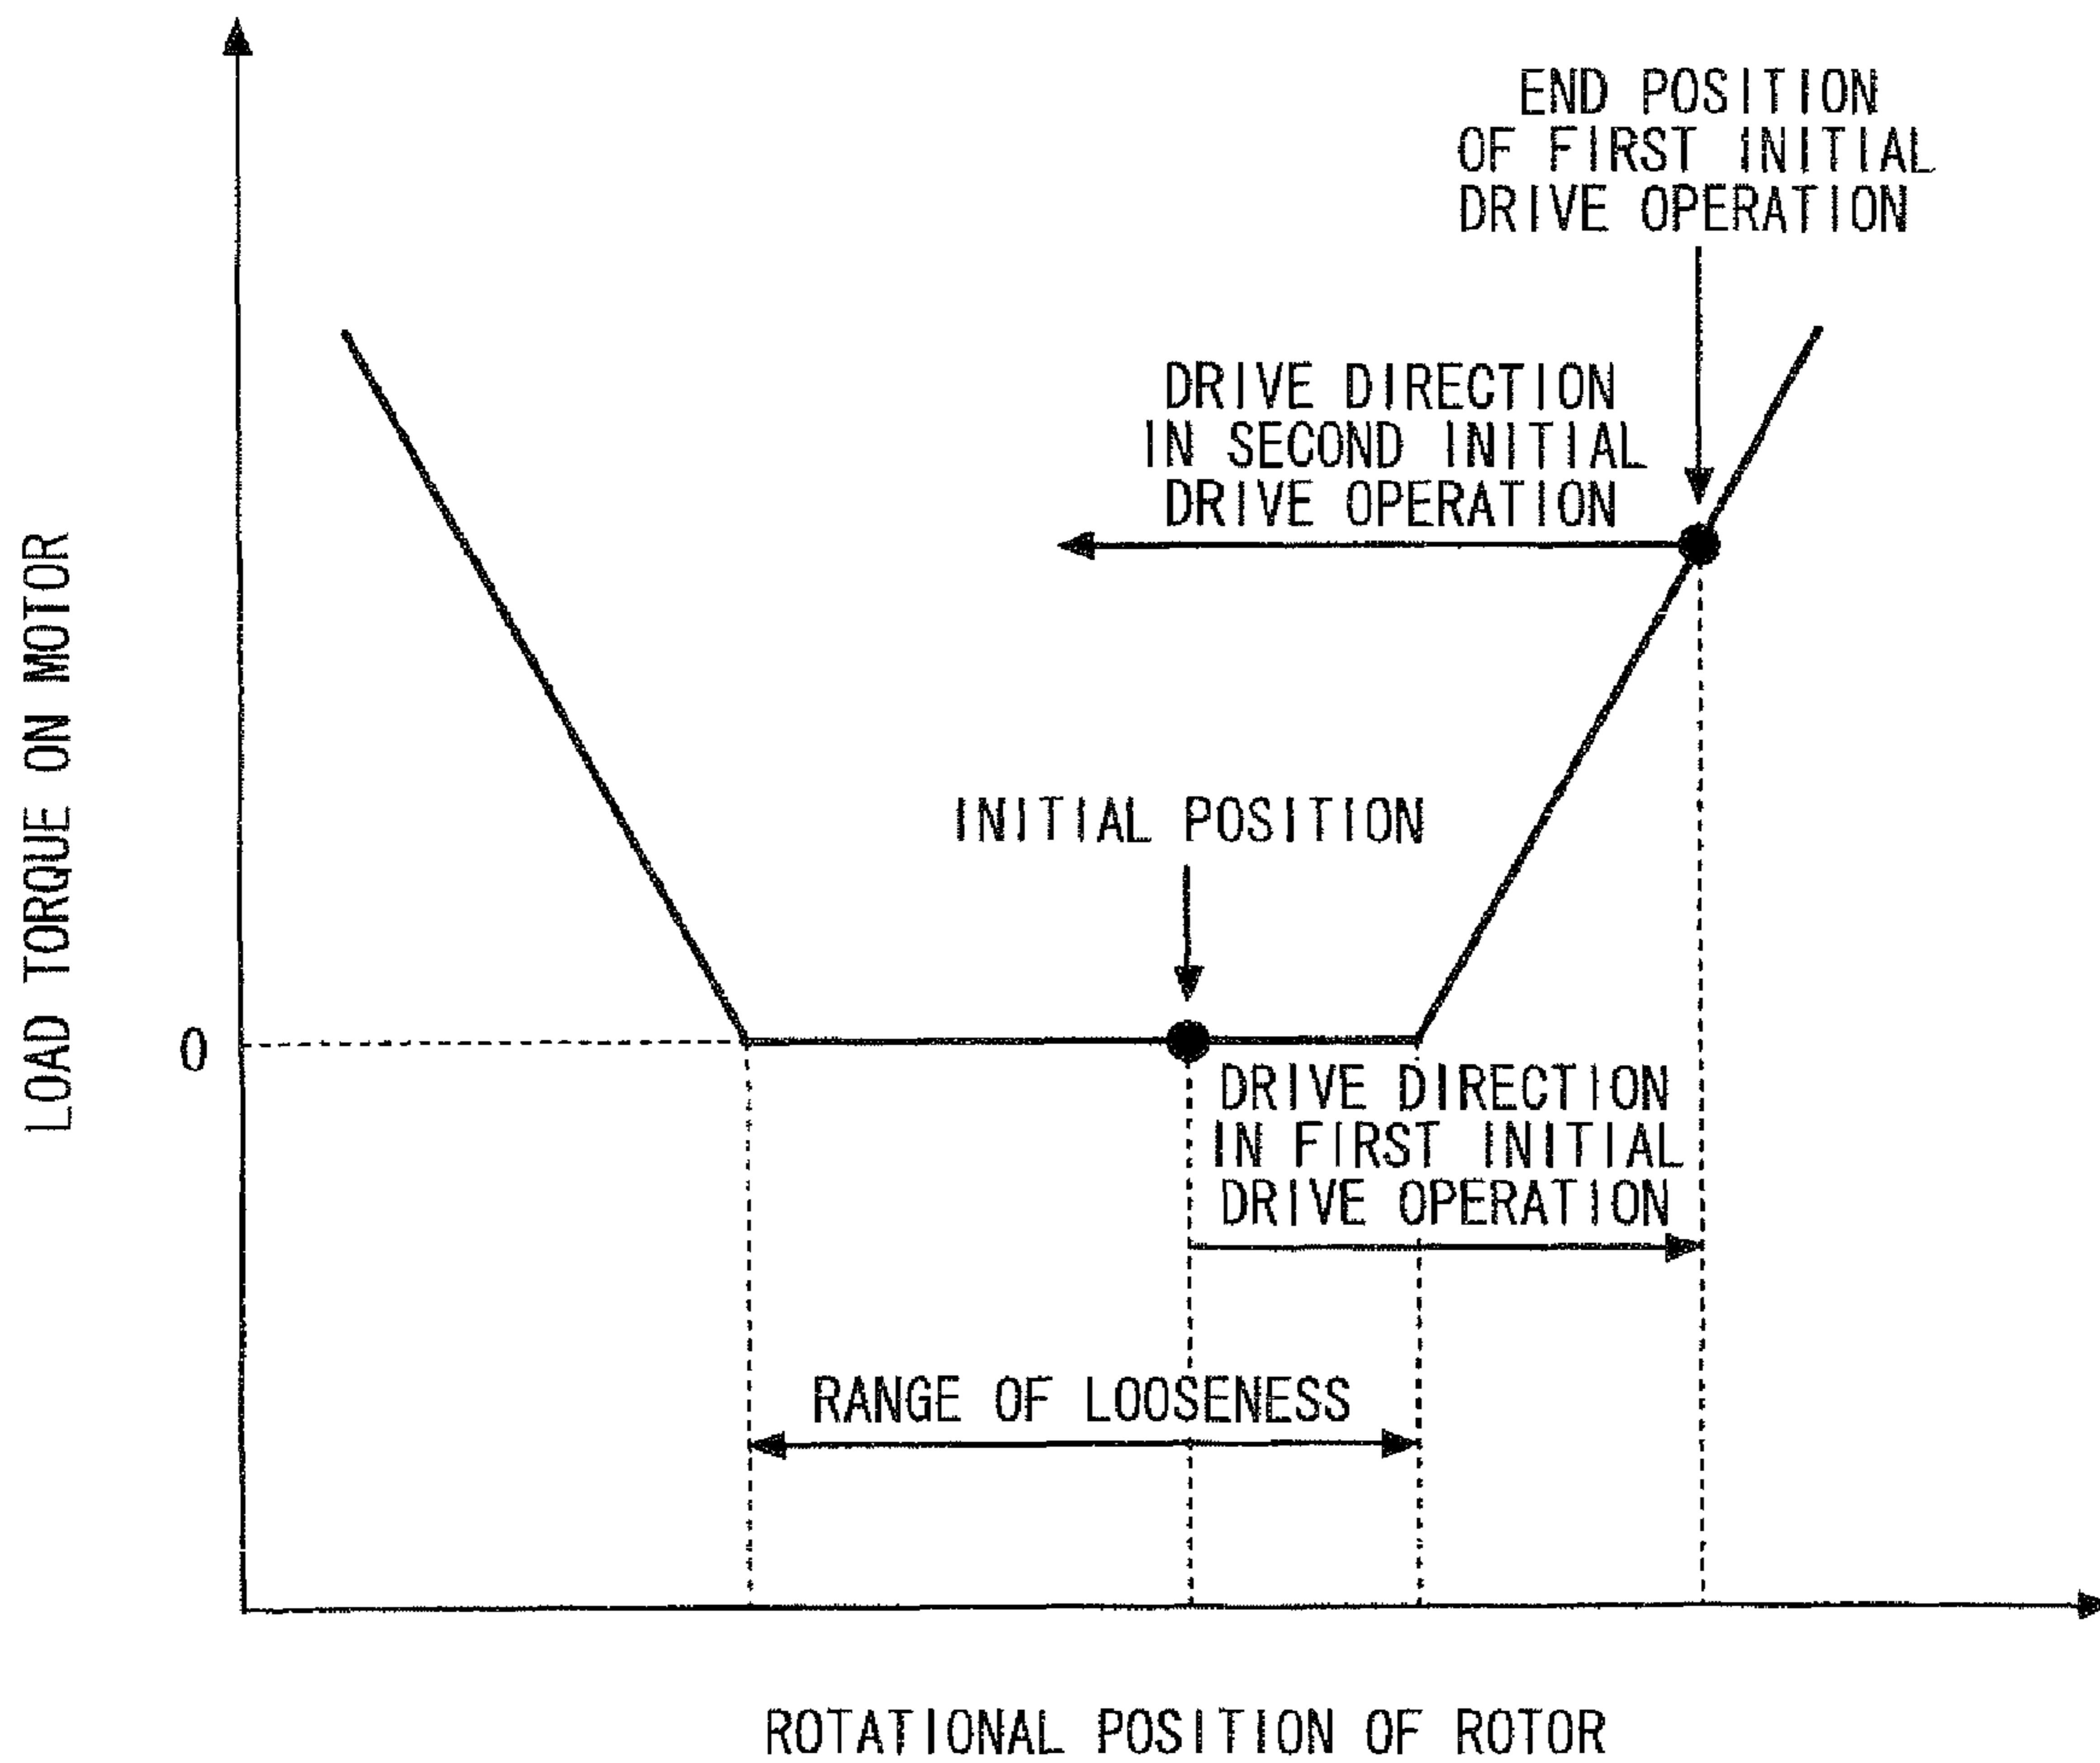 END POSITION
OF FIRST INITIAL
DRIVE OPERATION
DRIVE DIRECTION
IN SECOND INITIAL
DRIVE OPERATION
LOAD TORQUE ON MOTOR
INITIAL POSITION
0
DRIVE DIRECTION
IN FIRST INITIAL
DRIVE OPERATION
RANGE OF LOOSENESS
ROTATIONAL POSITION OF ROTOR